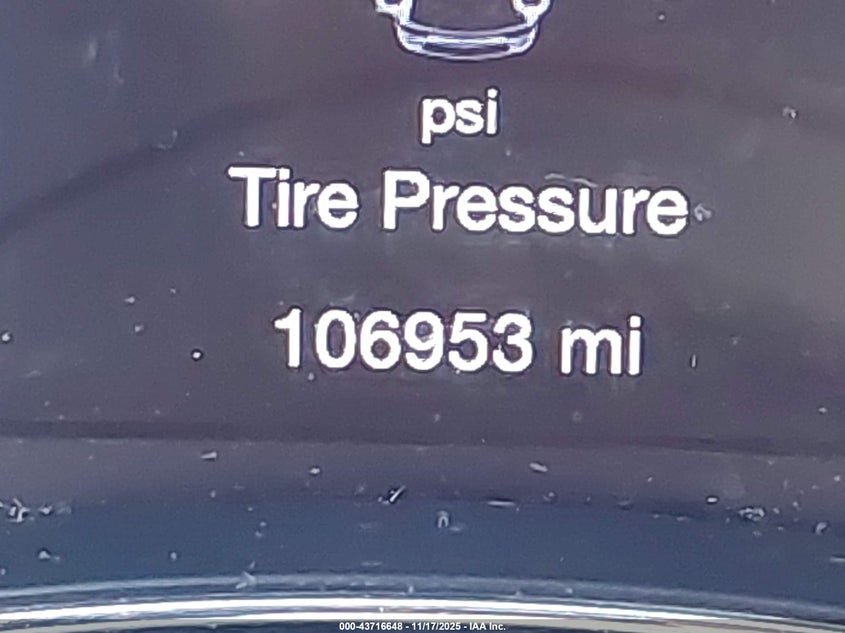 psi
Tire Pressure
106953 mi
000-43716648 - 11/17/2025 - IAA Inc.